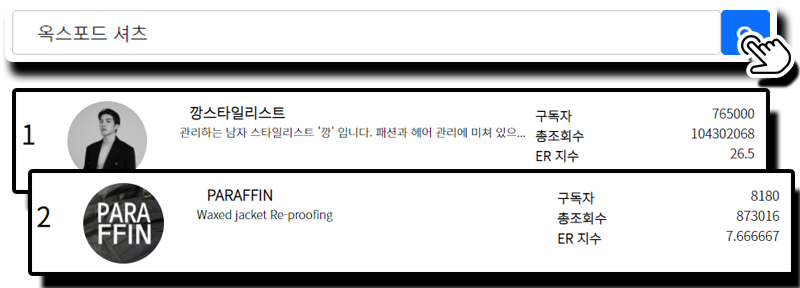 옥스포드 셔츠
1
깡스타일리스트
관리하는 남자 스타일리스트 '깡' 입니다. 패션과 헤어 관리에 미쳐 있으...
구독자 765000
총조회수 104302068
ER 지수 26.5
2
PARA
FFIN
PARAFFIN
Waxed jacket Re-proofing
구독자 8180
총조회수 873016
ER 지수 7.666667